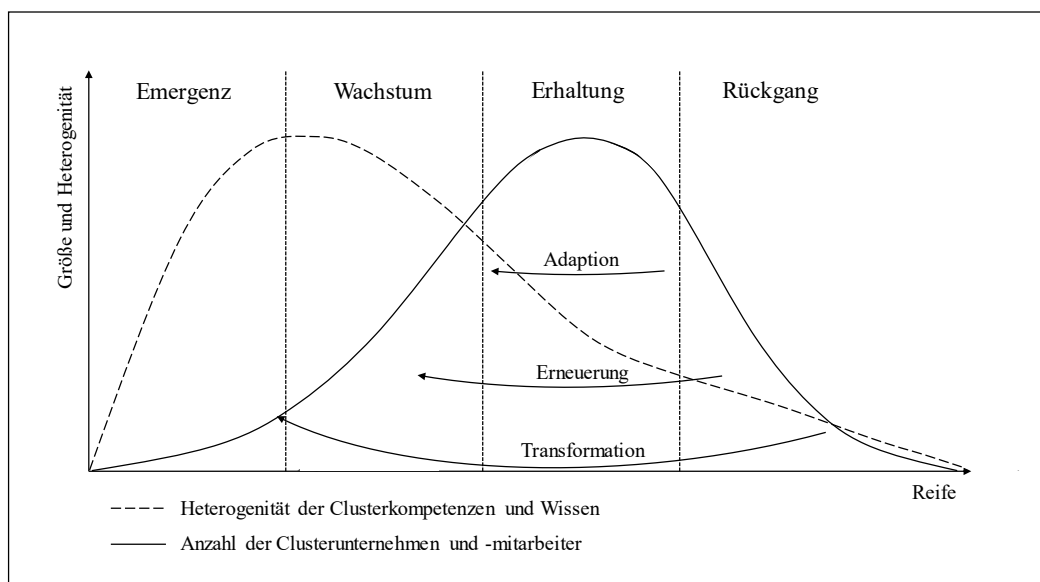 Emergenz
Wachstum
Erhaltung
Rückgang
Größe und Heterogenität
Adaption
Erneuerung
Transformation
Reife
Heterogenität der Clusterkompetenzen und Wissen
Anzahl der Clusterunternehmen und -mitarbeiter